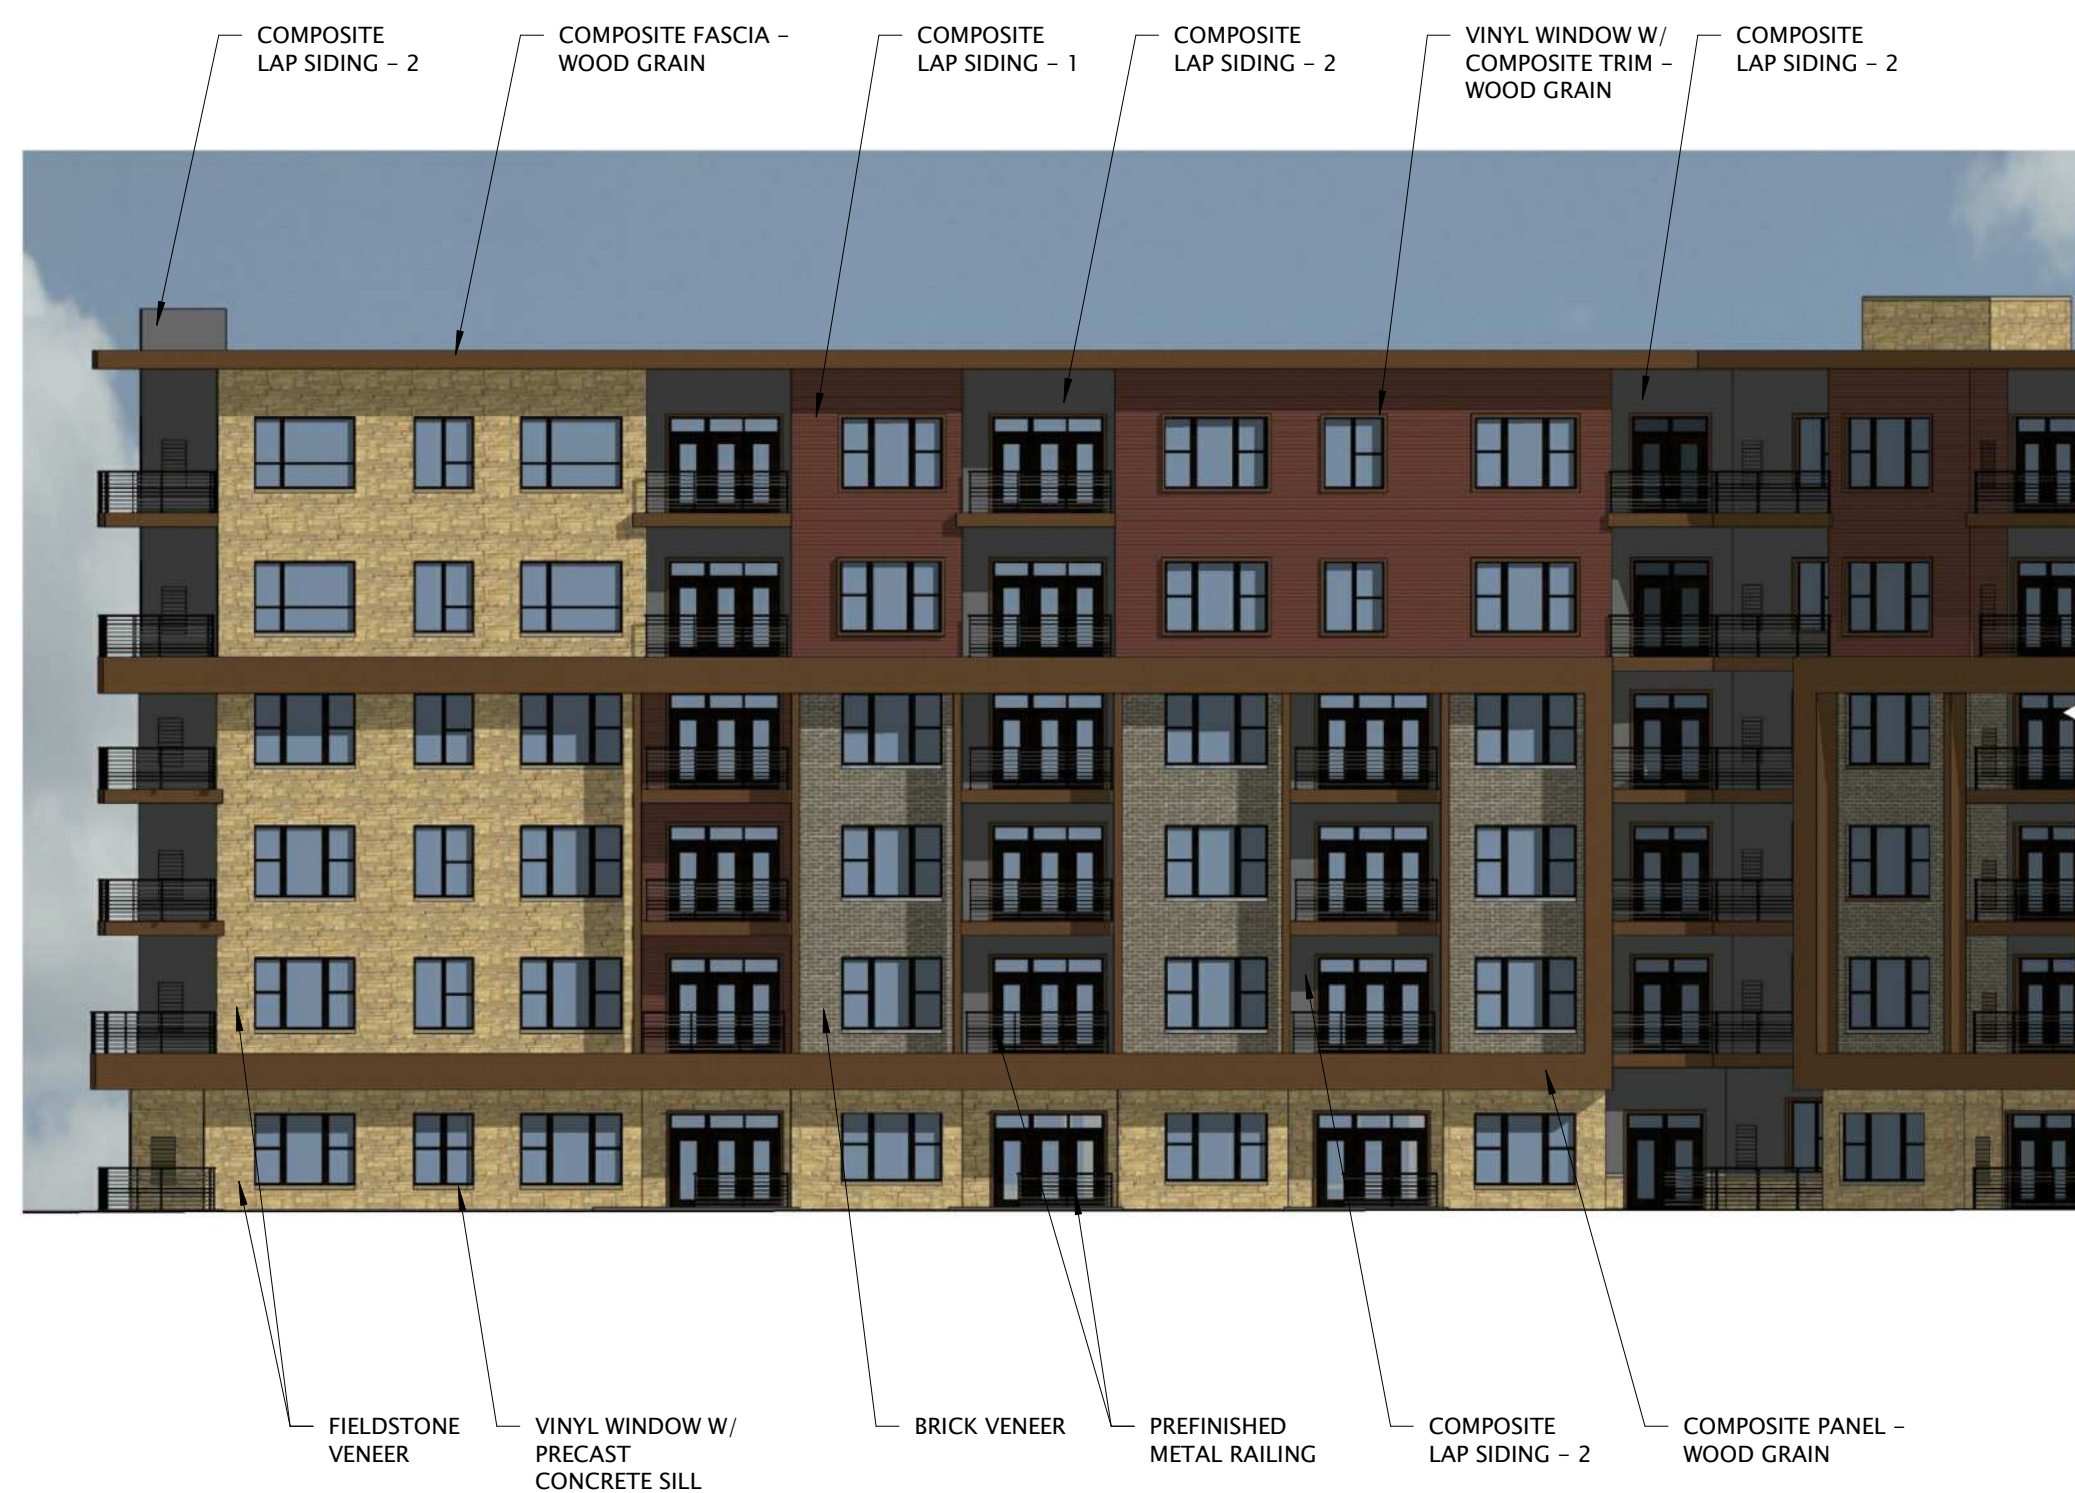 COMPOSITE
LAP SIDING – 2
COMPOSITE FASCIA –
WOOD GRAIN
COMPOSITE
LAP SIDING – 1
COMPOSITE
LAP SIDING – 2
VINYL WINDOW W/
COMPOSITE TRIM –
WOOD GRAIN
COMPOSITE
LAP SIDING – 2
FIELDSTONE
VENEER
VINYL WINDOW W/
PRECAST
CONCRETE SILL
BRICK VENEER
PREFINISHED
METAL RAILING
COMPOSITE
LAP SIDING – 2
COMPOSITE PANEL –
WOOD GRAIN